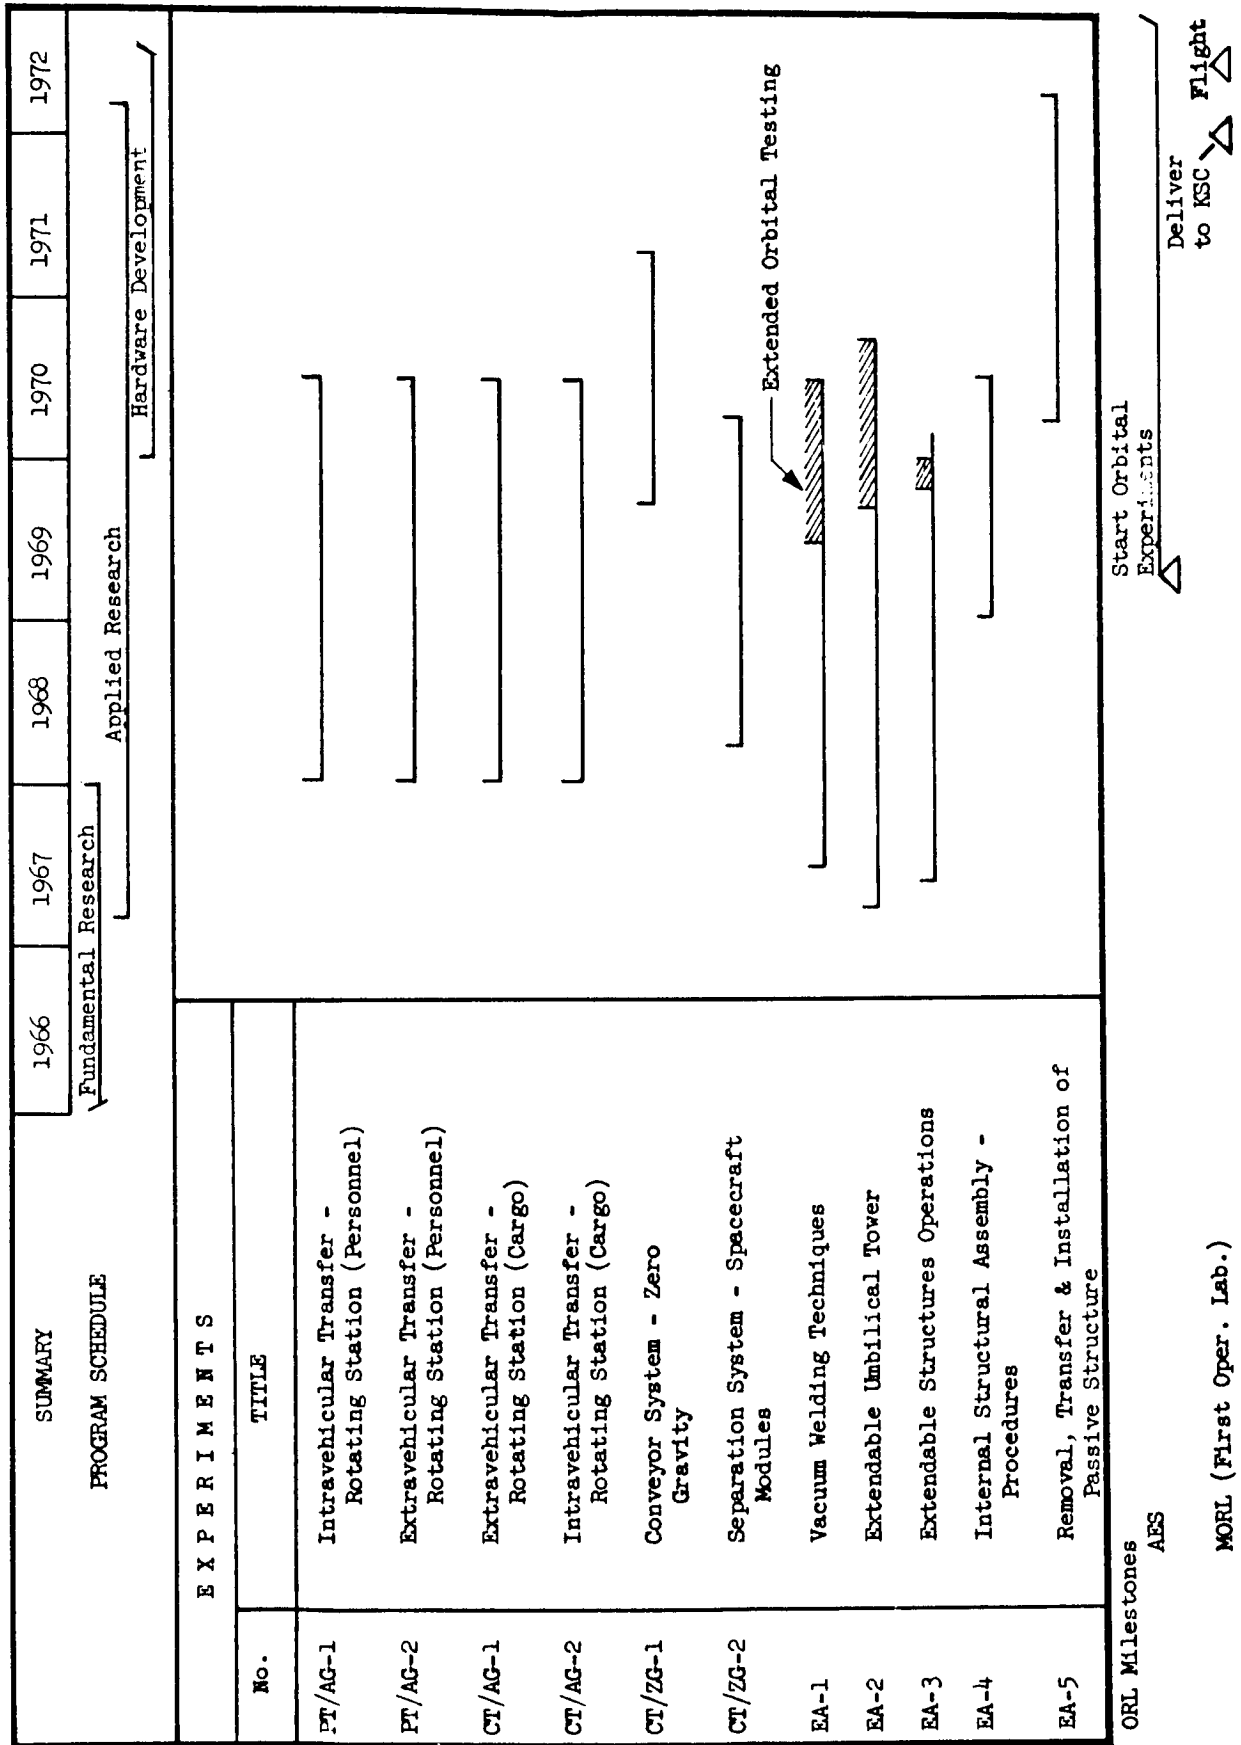 SUMMARY
PROGRAM SCHEDULE
1966 1967 1968 1969 1970 1971 1972
Fundamental Research
Applied Research
Hardware Development
EXPERIMENTS
No. TITLE
PT/AG-1 Intravehicular Transfer -
Rotating Station (Personnel)
PT/AG-2 Extravehicular Transfer -
Rotating Station (Personnel)
CT/AG-1 Extravehicular Transfer -
Rotating Station (Cargo)
CT/AG-2 Intravehicular Transfer -
Rotating Station (Cargo)
CT/ZG-1 Conveyor System - Zero
Gravity
CT/ZG-2 Separation System - Spacecraft
Modules
Extended Orbital Testing
EA-1 Vacuum Welding Techniques
EA-2 Extendable Umbilical Tower
EA-3 Extendable Structures Operations
EA-4 Internal Structural Assembly -
Procedures
EA-5 Removal, Transfer & Installation of
Passive Structure
ORL Milestones
AES
Start Orbital
Experiments
MORL (First Oper. Lab.)
Deliver
to KSC
Flight